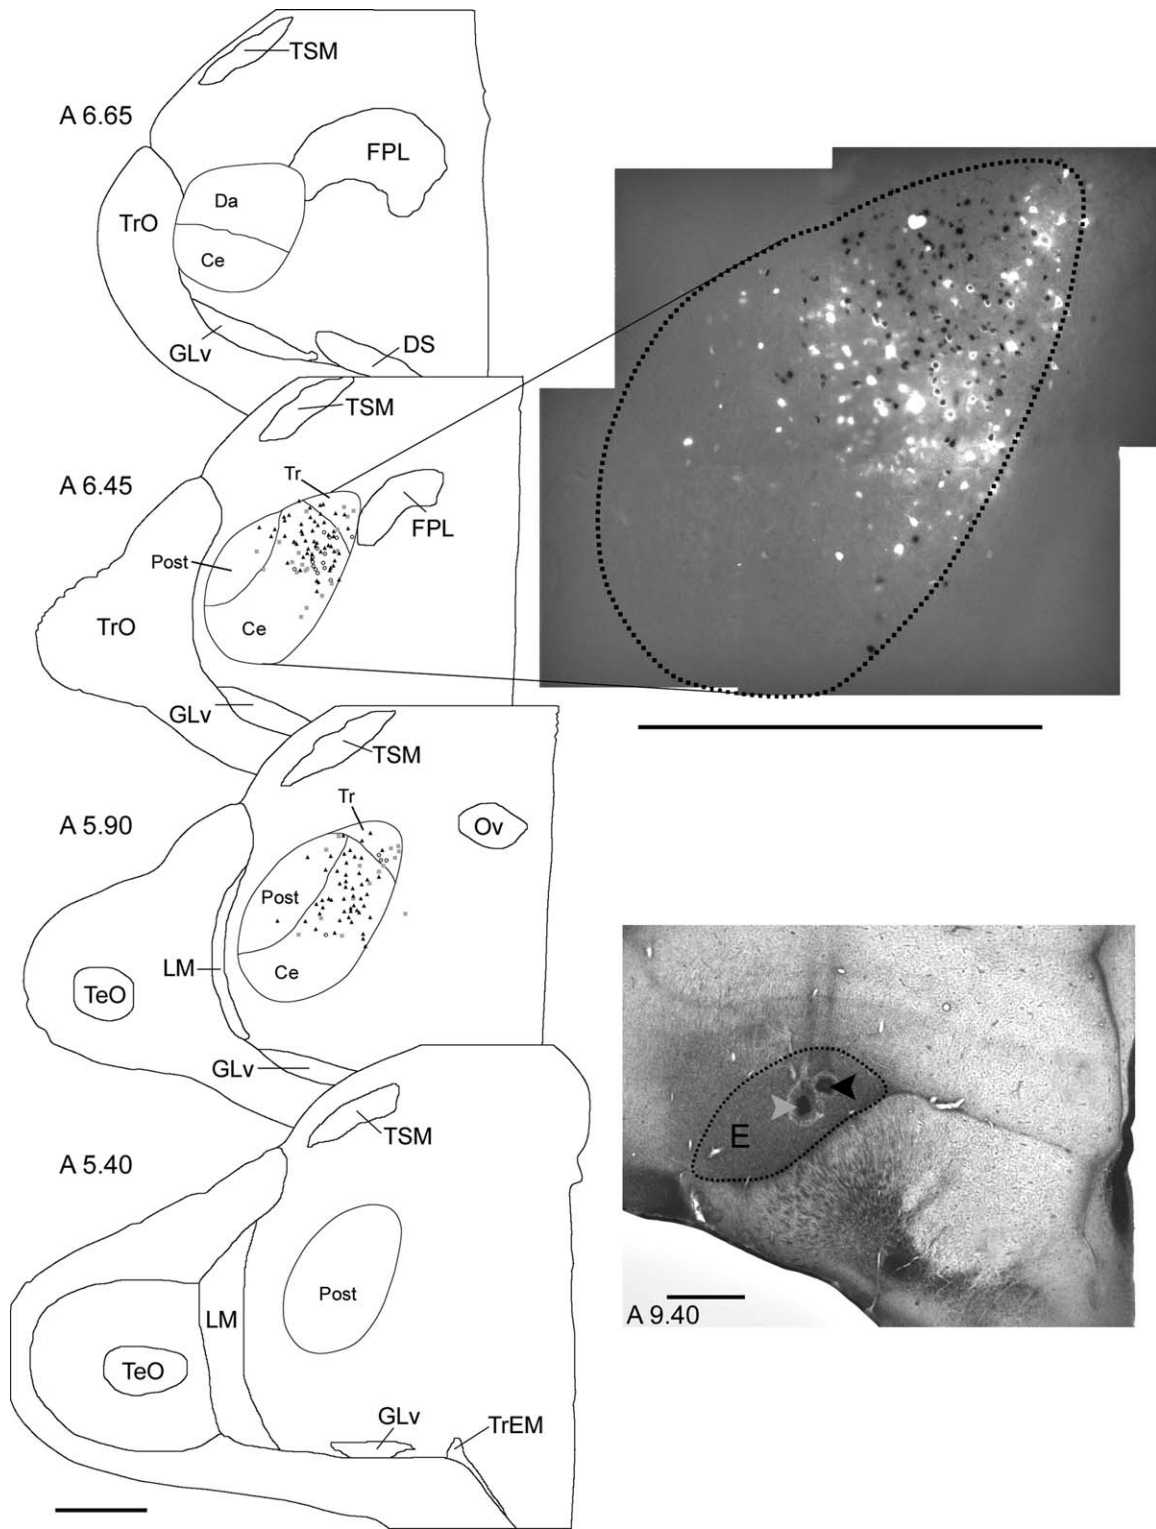 TSM
A 6.65
FPL
Da
TrO
Ce
GLv
DS
TSM
A 6.45
Tr
FPL
Post
TrO
Ce
GLv
TSM
Tr
A 5.90
Ov
Post
LM
Ce
TeO
GLv
TSM
A 5.40
Post
LM
TeO
GLv
TrEM
E
A 9.40